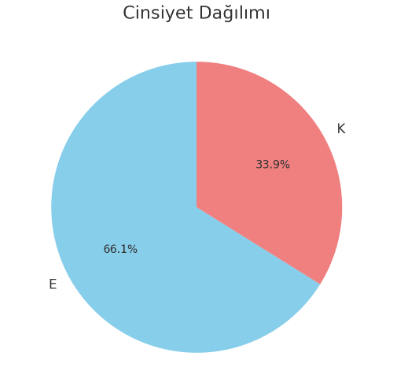 Cinsiyet Dağılımı
K
33.9%
66.1%
E